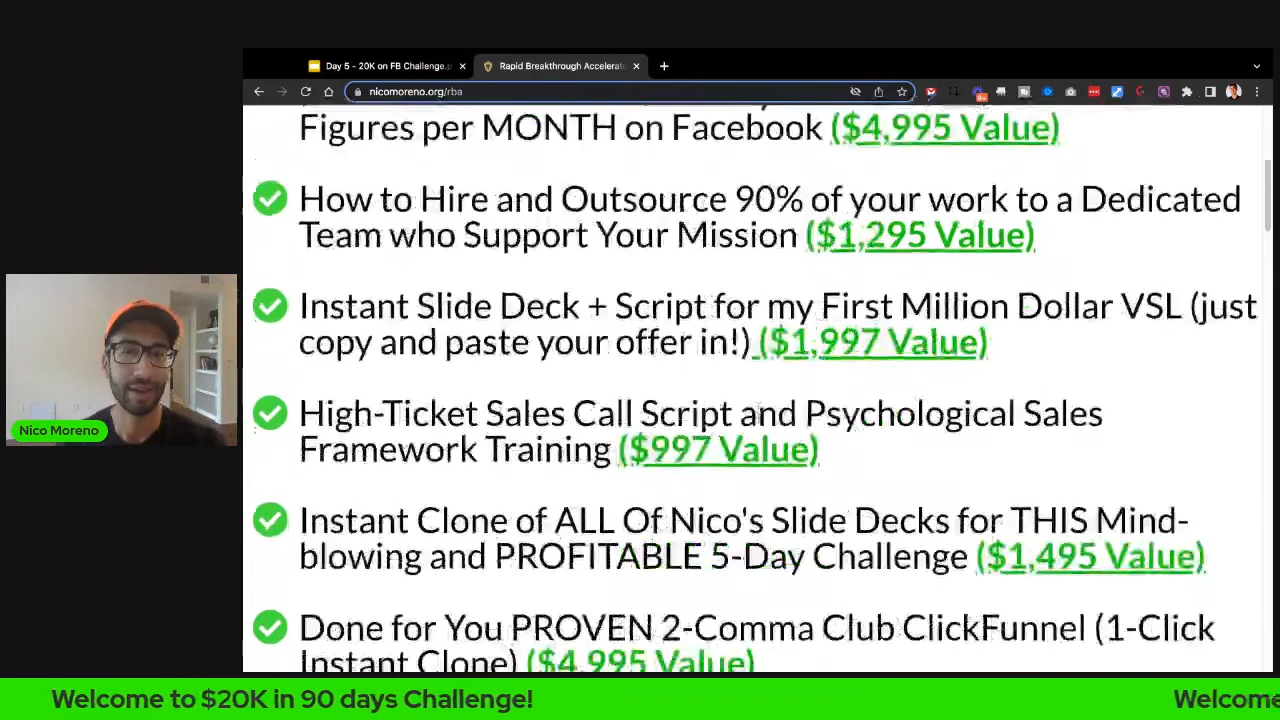 Day 5 - 20K on FB Challenge.p
Rapid Breakthrough Accelerato
nicomoreno.org/rba
Figures per MONTH on Facebook ($4,995 Value)
How to Hire and Outsource 90% of your work to a Dedicated
Team who Support Your Mission ($1,295 Value)
Instant Slide Deck + Script for my First Million Dollar VSL (just
copy and paste your offer in!) ($1,997 Value)
High-Ticket Sales Call Script and Psychological Sales
Framework Training ($997 Value)
Instant Clone of ALL Of Nico's Slide Decks for THIS Mind-
blowing and PROFITABLE 5-Day Challenge ($1,495 Value)
Done for You PROVEN 2-Comma Club ClickFunnel (1-Click
Instant Clone) ($4,995 Value)
Nico Moreno
Welcome to $20K in 90 days Challenge!
Welcome